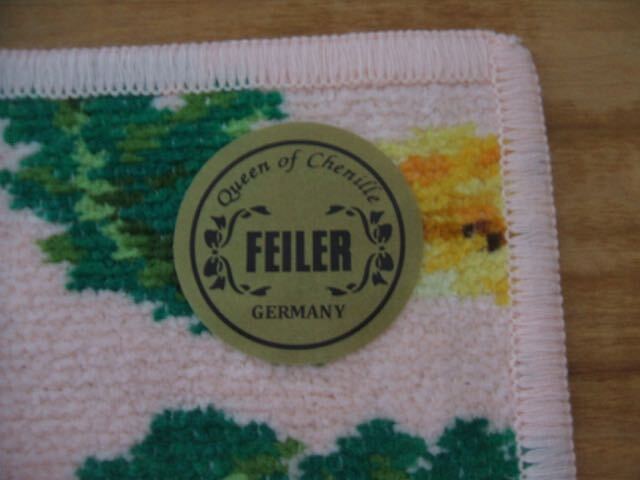 Queen of Chenille
FEILER
GERMANY